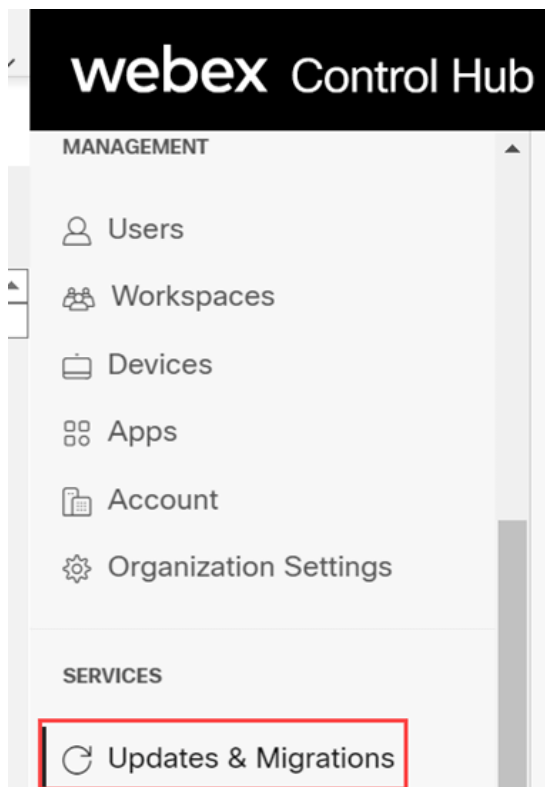 webex Control Hub
MANAGEMENT
Users
Workspaces
Devices
Apps
Account
Organization Settings
SERVICES
Updates & Migrations